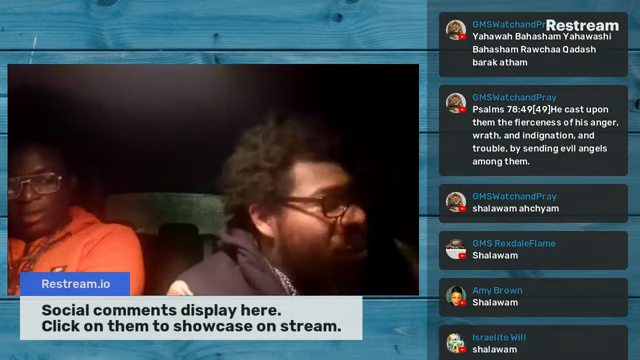 Restream.io
Social comments display here.
Click on them to showcase on stream.
Restream
GMSWatchandPr
Yahawah Bahasham Yahawashi
Bahasham Rawchaa Qadash
barak atham
GMSWatchandPray
Psalms 78:49[49]He cast upon
them the fierceness of his anger,
wrath, and indignation, and
trouble, by sending evil angels
among them.
GMSWatchandPray
shalawam ahchyam
GMS RexdaleFlame
Shalawam
Amy Brown
Shalawam
Israelite Will
shalawam